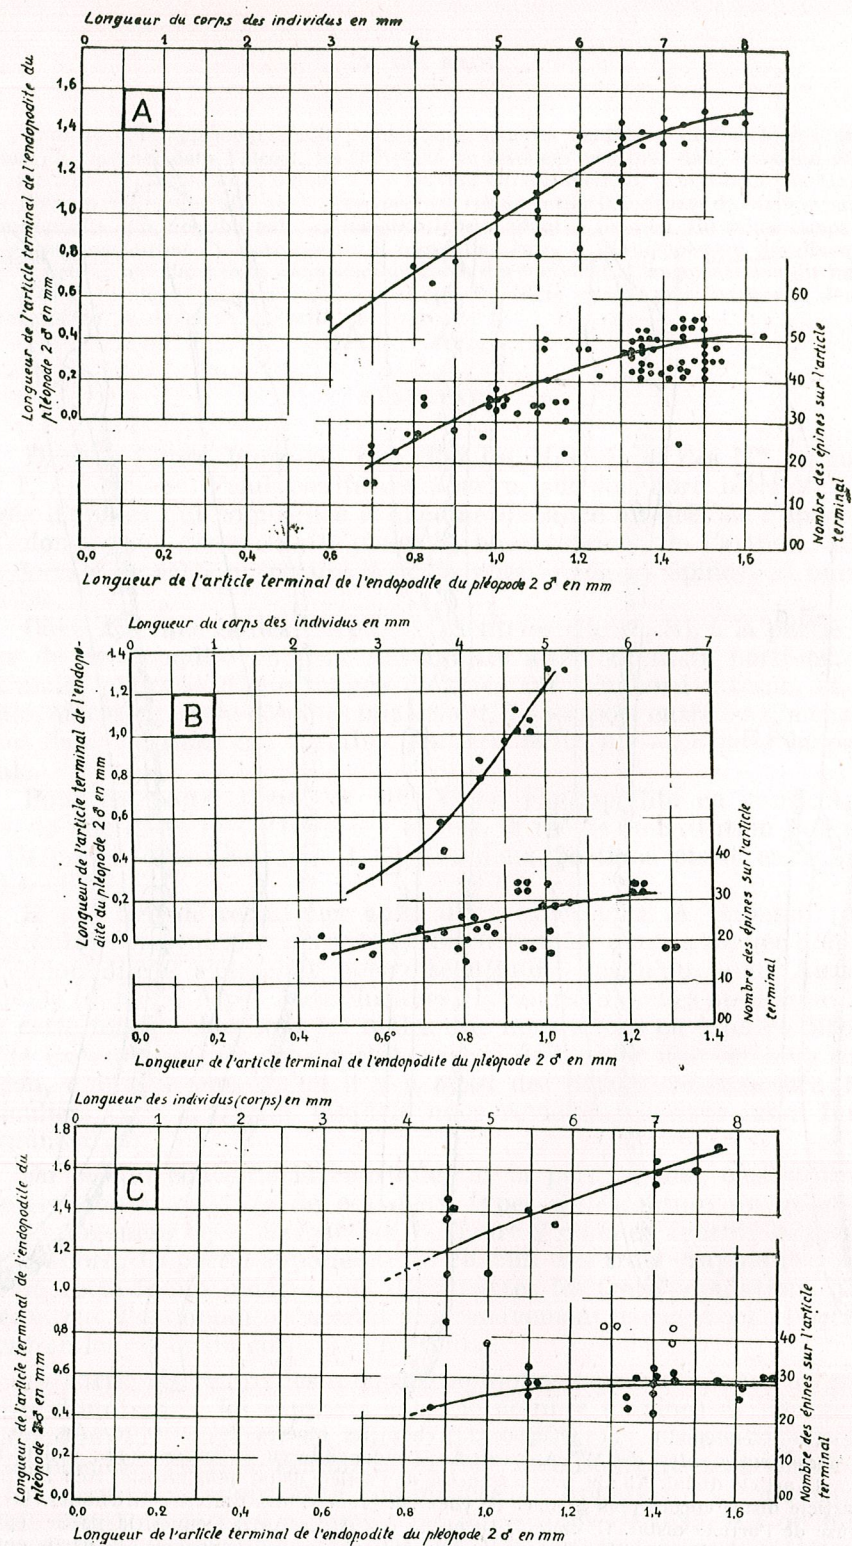 Longueur du corps des individus en mm
0 1 2 3 4 5 6 7 8
A
1,6
1,4
1,2
1,0
0,8
0,6
0,4
0,2
0,0
Longueur de l'article terminal de l'endopodite du
pléopode 2 ♂ en mm
60
50
40
30
20
10
00
Nombre des épines sur l'article
terminal
0,0 0,2 0,4 0,6 0,8 1,0 1,2 1,4 1,6
Longueur de l'article terminal de l'endopodite du pléopode 2 ♂ en mm
Longueur du corps des individus en mm
0 1 2 3 4 5 6 7
B
1.4
1,2
1,0
0,8
0,6
0,4
0,2
0,0
Longueur de l'article terminal de l'endopo-
dite du pléopode 2 ♂ en mm
40
30
20
10
00
Nombre des épines sur l'article
terminal
0,0 0,2 0,4 0,6 0,8 1,0 1,2 1.4
Longueur de l'article terminal de l'endopodite du pléopode 2 ♂ en mm
Longueur des individus (corps) en mm
0 1 2 3 4 5 6 7 8
C
1.8
1,6
1,4
1,2
1,0
0,8
0,6
0,4
0,2
0,0
Longueur de l'article terminal de l'endopodite du
pléopode 2 ♂ en mm
40
30
20
10
00
Nombre des épines sur l'article
terminal
0,0 0,2 0,4 0,6 0,8 1,0 1,2 1,4 1,6
Longueur de l'article terminal de l'endopodite du pléopode, 2 ♂ en mm